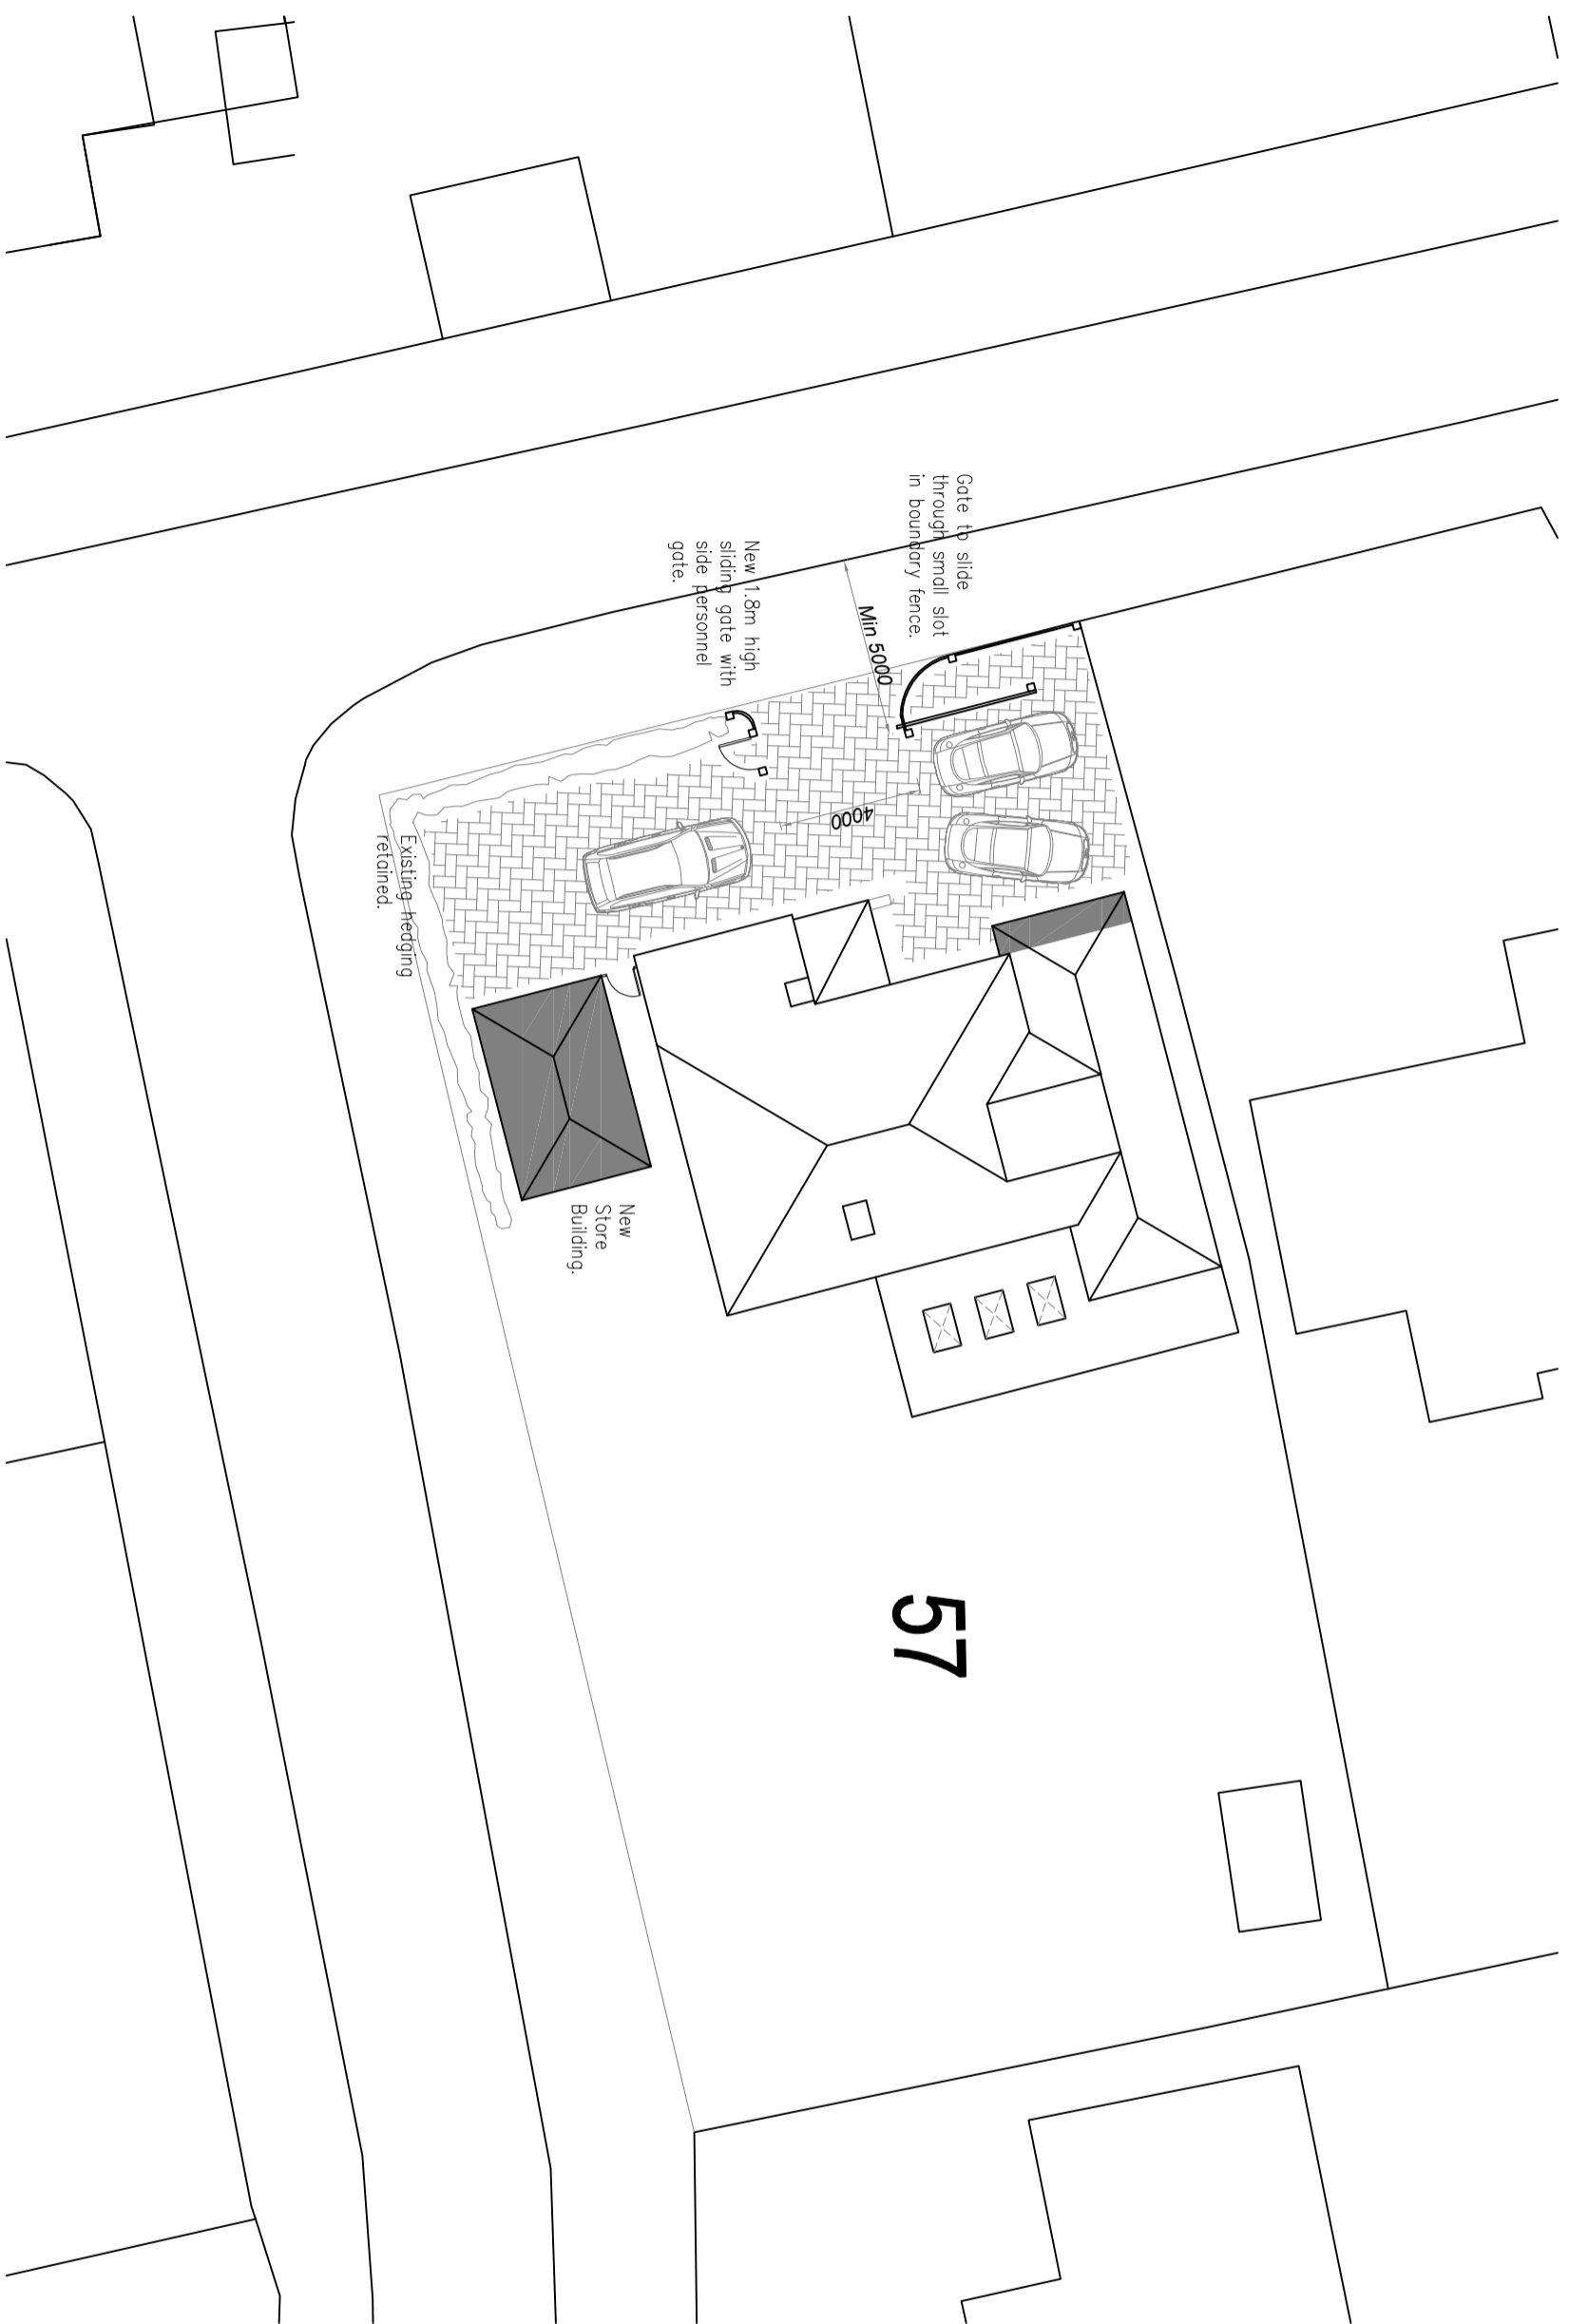 Gate to slide
through small slot
in boundary fence.
New 1.8m high
sliding gate with
side personnel
gate.
Min 5000
4000
Existing hedging
retained.
New
Store
Building.
57